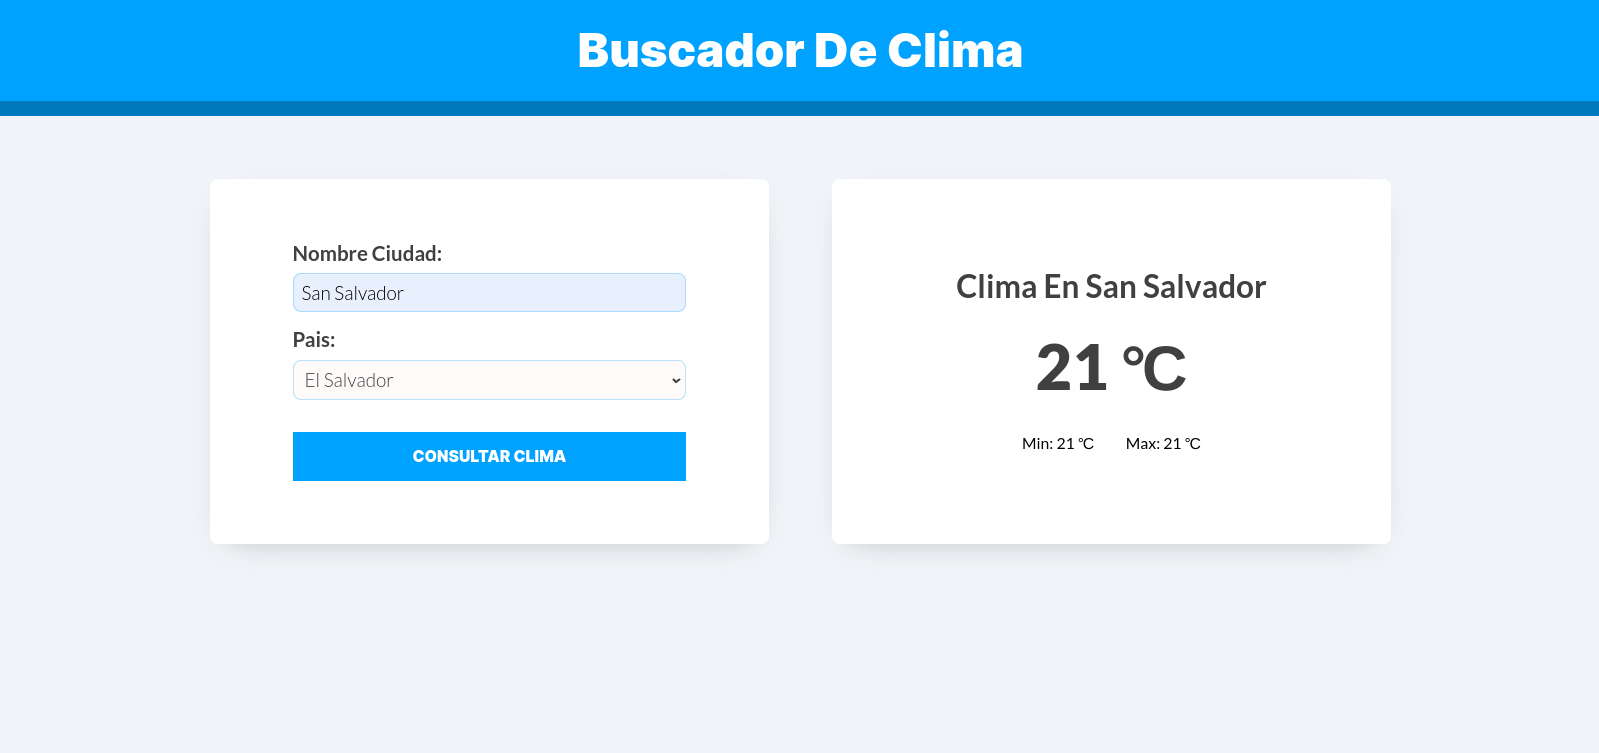 Buscador De Clima
Nombre Ciudad:
San Salvador
Pais:
El Salvador
CONSULTAR CLIMA
Clima En San Salvador
21 °C
Min: 21 °C Max: 21 °C